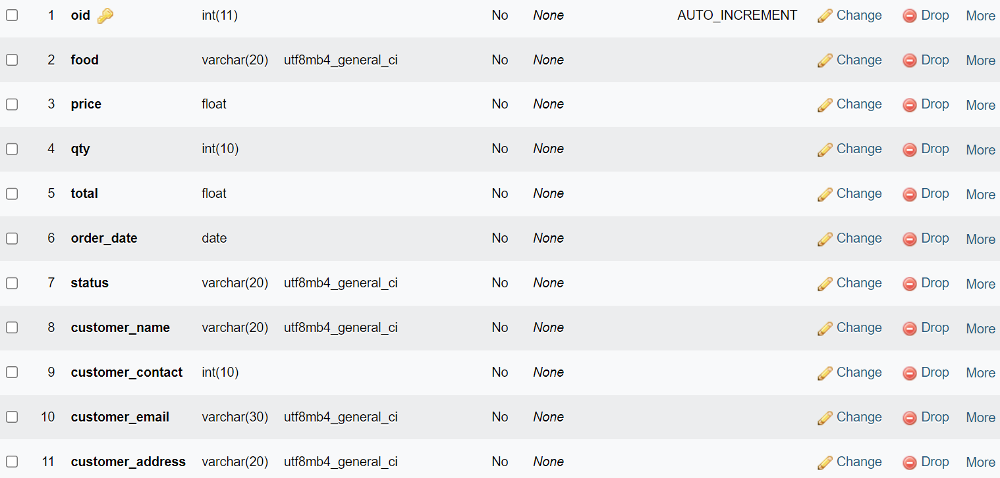 1 oid int(11) No None AUTO_INCREMENT Change Drop More
2 food varchar(20) utf8mb4_general_ci No None Change Drop More
3 price float No None Change Drop More
4 qty int(10) No None Change Drop More
5 total float No None Change Drop More
6 order_date date No None Change Drop More
7 status varchar(20) utf8mb4_general_ci No None Change Drop More
8 customer_name varchar(20) utf8mb4_general_ci No None Change Drop More
9 customer_contact int(10) No None Change Drop More
10 customer_email varchar(30) utf8mb4_general_ci No None Change Drop More
11 customer_address varchar(20) utf8mb4_general_ci No None Change Drop More